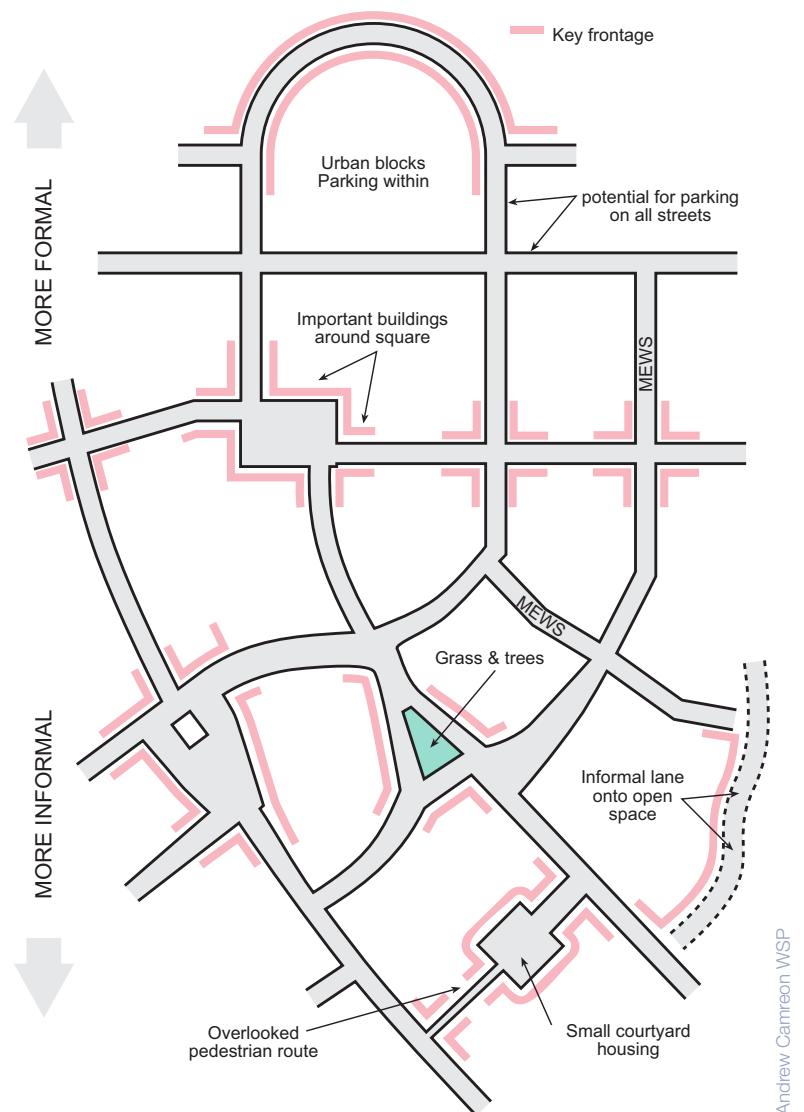 Key frontage
Urban blocks
Parking within
potential for parking
on all streets
MORE FORMAL
Important buildings
around square
MEWS
MEWS
Grass & trees
MORE INFORMAL
Informal lane
onto open
space
Overlooked
pedestrian route
Small courtyard
housing
Andrew Camreon WSP